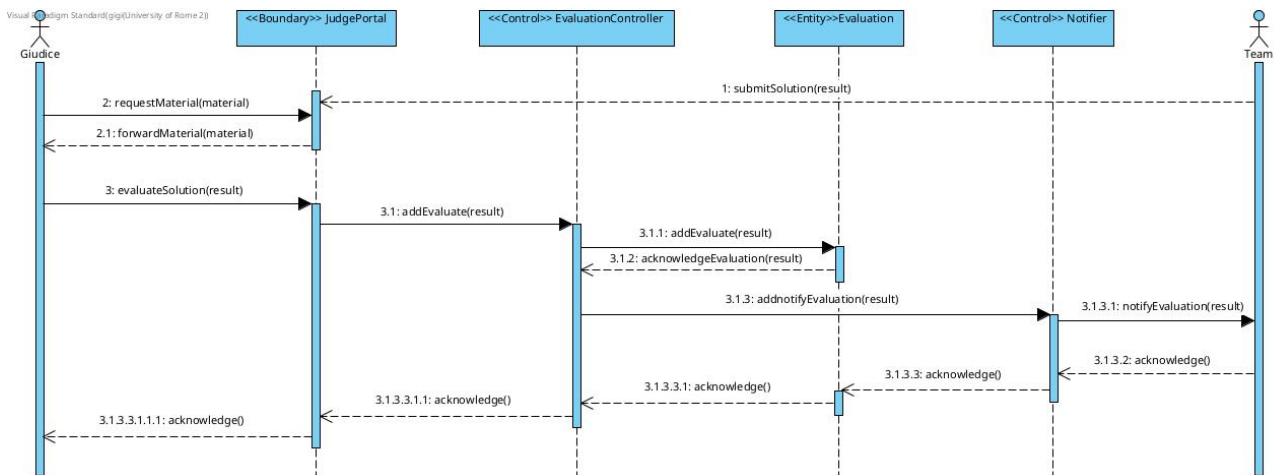 Visual Paradigm Standard(gigi(University of Rome 2))
<<Boundary>> JudgePortal
<<Control>> EvaluationController
<<Entity>>Evaluation
<<Control>> Notifier
Giudice
Team
1: submitSolution(result)
2: requestMaterial(material)
2.1: forwardMaterial(material)
3: evaluateSolution(result)
3.1: addEvaluate(result)
3.1.1: addEvaluate(result)
3.1.2: acknowledgeEvaluation(result)
3.1.3: addnotifyEvaluation(result)
3.1.3.1: notifyEvaluation(result)
3.1.3.2: acknowledge()
3.1.3.3: acknowledge()
3.1.3.3.1: acknowledge()
3.1.3.3.1.1: acknowledge()
3.1.3.3.1.1.1: acknowledge()